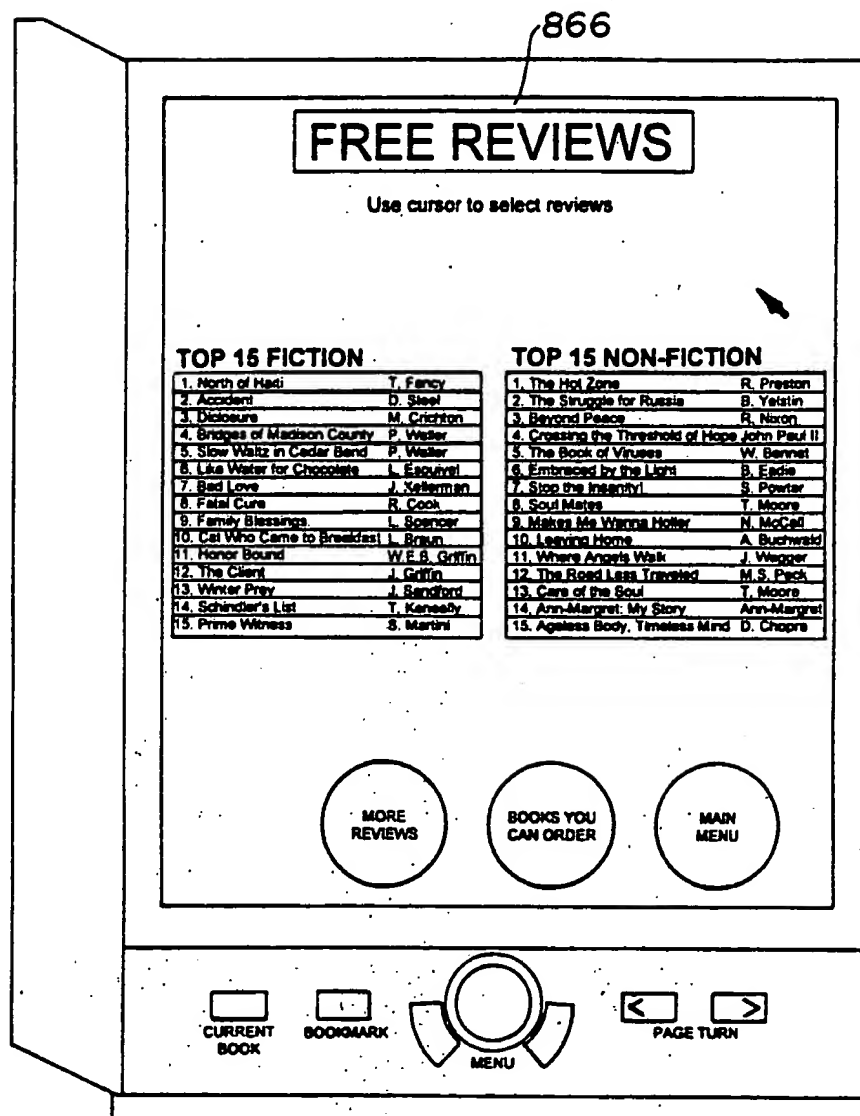 866
FREE REVIEWS
Use cursor to select reviews
TOP 15 FICTION
1. North of Haiti T. Fancy
2. Accident D. Steel
3. Diclosure M. Crichton
4. Bridges of Madison County P. Waller
5. Slow Waltz in Cedar Bend P. Waller
6. Like Water for Chocolate L. Esquivel
7. Bad Love J. Kellerman
8. Fatal Cure R. Cook
9. Family Blessings L. Spencer
10. Cat Who Came to Breakfast L. Braun
11. Honor Bound W.E.B. Griffin
12. The Client J. Griffin
13. Winter Prey J. Sandford
14. Schindler's List T. Keneally
15. Prime Witness S. Martini
TOP 15 NON-FICTION
1. The Hot Zone R. Preston
2. The Struggle for Russia B. Yelstin
3. Beyond Peace R. Nixon
4. Crossing the Threshold of Hope John Paul II
5. The Book of Viruses W. Bennet
6. Embraced by the Light B. Eadie
7. Stop the Insanity! S. Powter
8. Soul Mates T. Moore
9. Makes Me Wanna Holler N. McCall
10. Leaving Home A. Buchwald
11. Where Angels Walk J. Wagger
12. The Road Less Traveled M.S. Peck
13. Care of the Soul T. Moore
14. Ann-Margret: My Story Ann-Margret
15. Ageless Body, Timeless Mind D. Chopra
MORE
REVIEWS
BOOKS YOU
CAN ORDER
MAIN
MENU
CURRENT
BOOK
BOOKMARK
MENU
< >
PAGE TURN